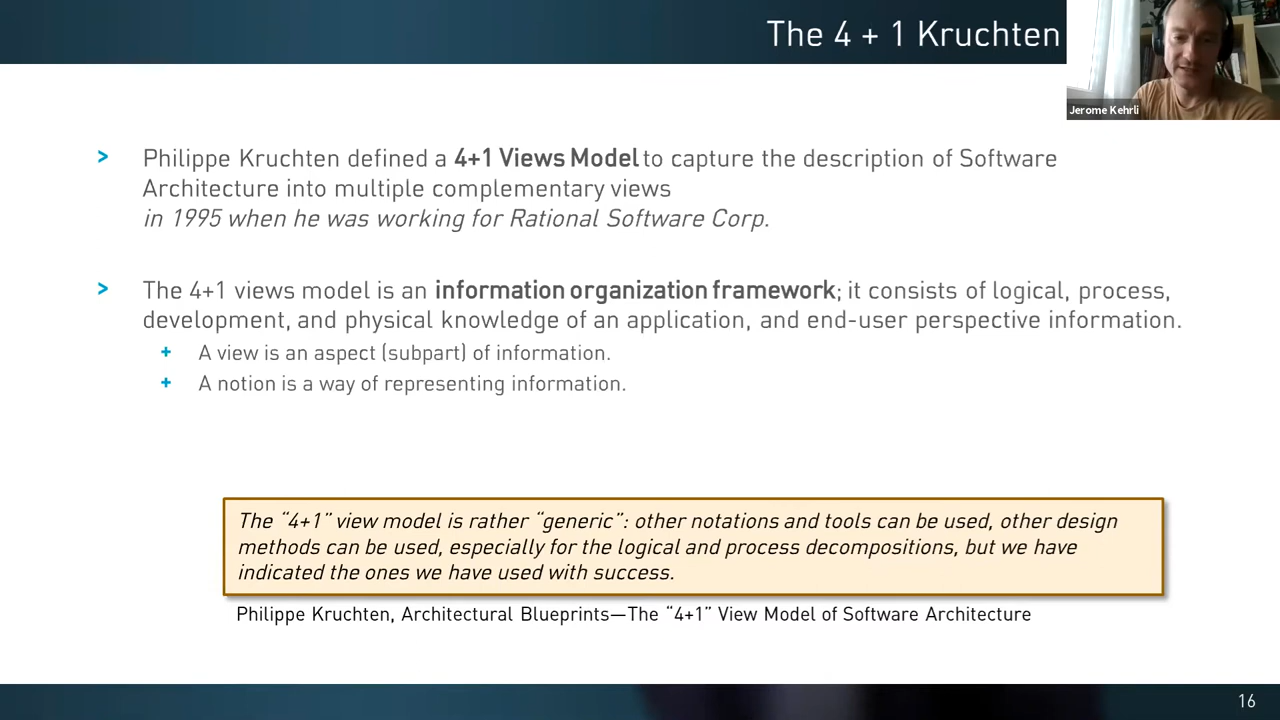 The 4 + 1 Kruchten
Jerome Kehrli
> Philippe Kruchten defined a 4+1 Views Model to capture the description of Software
Architecture into multiple complementary views
in 1995 when he was working for Rational Software Corp.
> The 4+1 views model is an information organization framework; it consists of logical, process,
development, and physical knowledge of an application, and end-user perspective information.
+ A view is an aspect (subpart) of information.
+ A notion is a way of representing information.
The “4+1” view model is rather “generic”: other notations and tools can be used, other design
methods can be used, especially for the logical and process decompositions, but we have
indicated the ones we have used with success.
Philippe Kruchten, Architectural Blueprints—The “4+1” View Model of Software Architecture
16